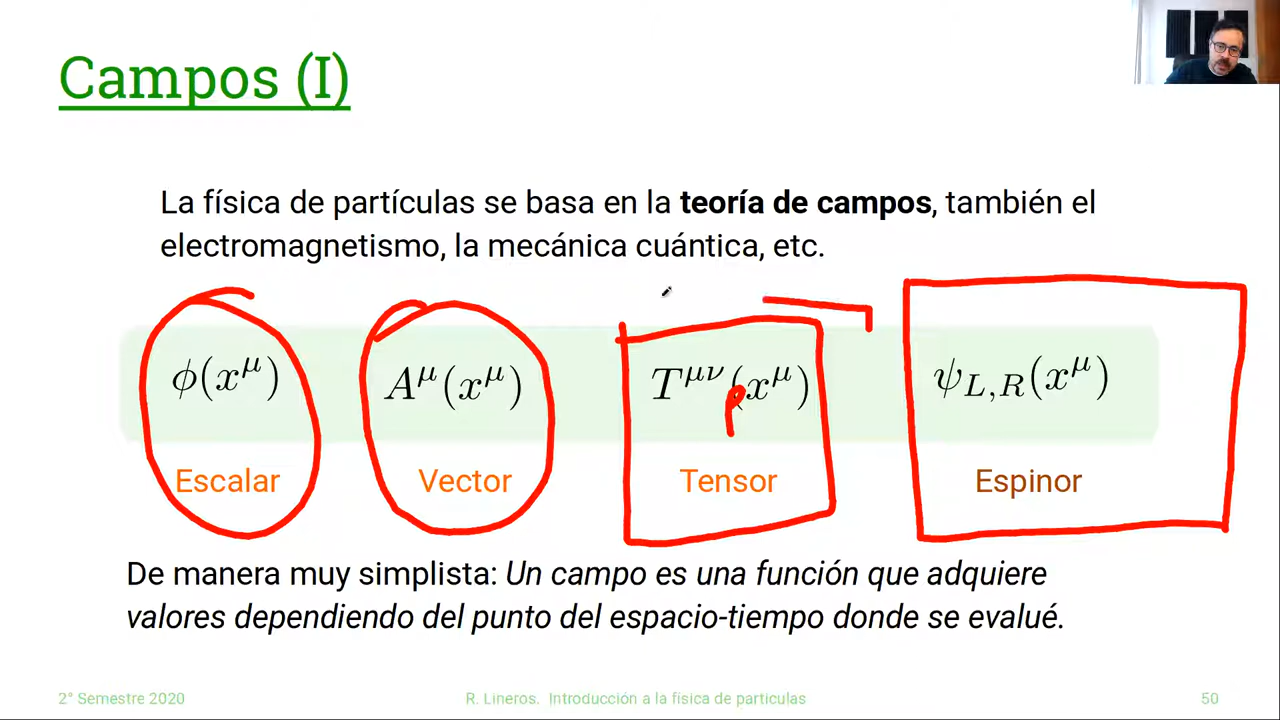 Campos (I)
La física de partículas se basa en la teoría de campos, también el
electromagnetismo, la mecánica cuántica, etc.
ϕ(x^μ) A^μ(x^μ) T^{μν}(x^μ) ψ_{L,R}(x^μ)
Escalar Vector Tensor Espinor
De manera muy simplista: Un campo es una función que adquiere
valores dependiendo del punto del espacio-tiempo donde se evalué.
2° Semestre 2020 R. Lineros. Introducción a la física de particulas 50